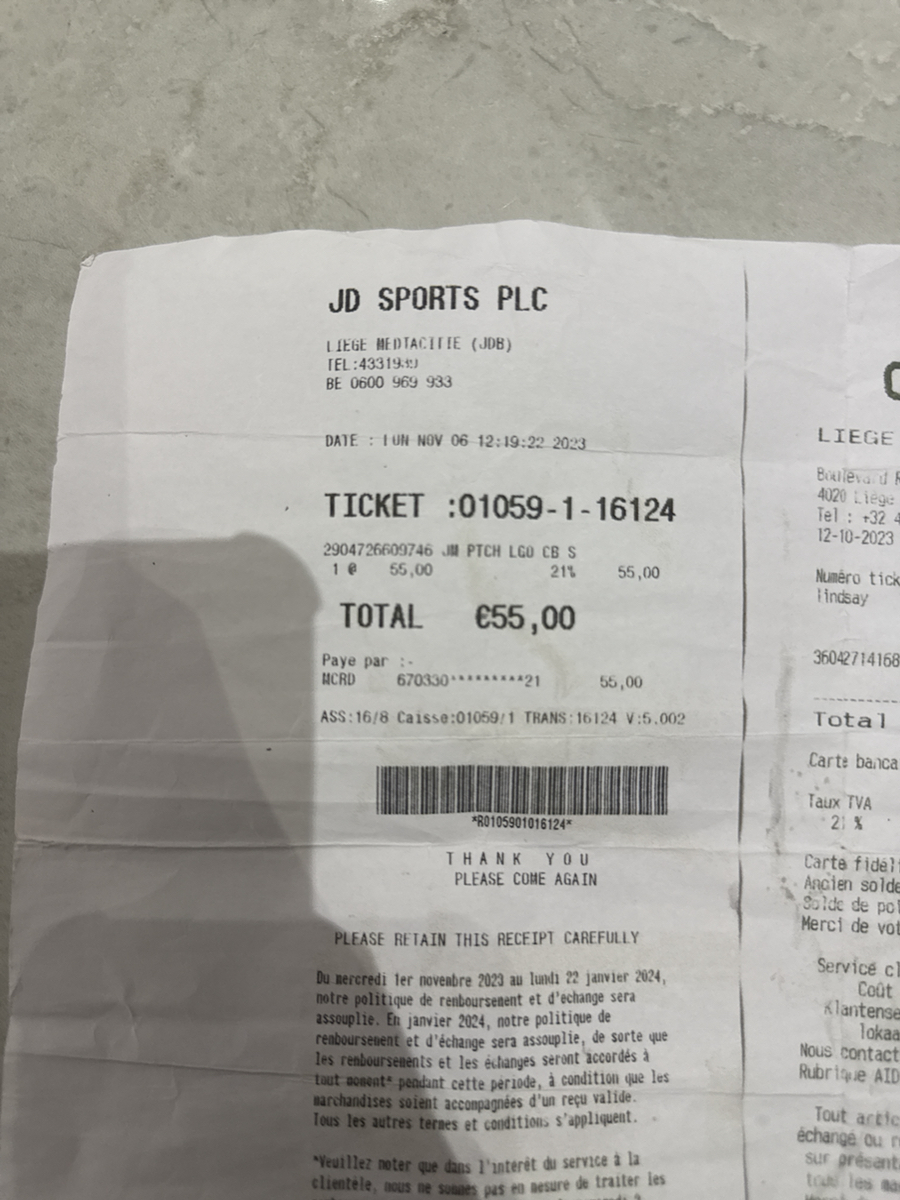 JD SPORTS PLC
LIEGE MEDIACITIE (JDB)
TEL:4331939
BE 0600 969 933
DATE : LUN NOV 06 12:19:22 2023
TICKET :01059-1-16124
2904726609746 JM PTCH LGO CB S
1 @ 55,00 21% 55,00
TOTAL €55,00
Paye par :-
MCRD 670330*********21 55,00
ASS:16/8 Caisse:01059/1 TRANS:16124 V:5.002
*R0105901016124*
THANK YOU
PLEASE COME AGAIN
PLEASE RETAIN THIS RECEIPT CAREFULLY
Du mercredi 1er novembre 2023 au lundi 22 janvier 2024,
notre politique de remboursement et d'échange sera
assouplie. En janvier 2024, notre politique de
remboursement et d'échange sera assouplie, de sorte que
les remboursements et les échanges seront accordés à
tout moment* pendant cette période, à condition que les
marchandises soient accompagnées d'un reçu valide.
Tous les autres termes et conditions s'appliquent.
*Veuillez noter que dans l'intérêt du service à la
clientèle, nous ne sommes pas en mesure de traiter les
LIEGE
Boulevard R
4020 Liège
Tel : +32 4
12-10-2023
Numéro tick
lindsay
36042714168
Total
Carte banca
Taux TVA
21 %
Carte fidél
Ancien solde
Solde de poi
Merci de vot
Service cl
Coût
Klantense
lokaa
Nous contact
Rubrique AID
Tout artic
échangé ou r
sur présent
tous les ma